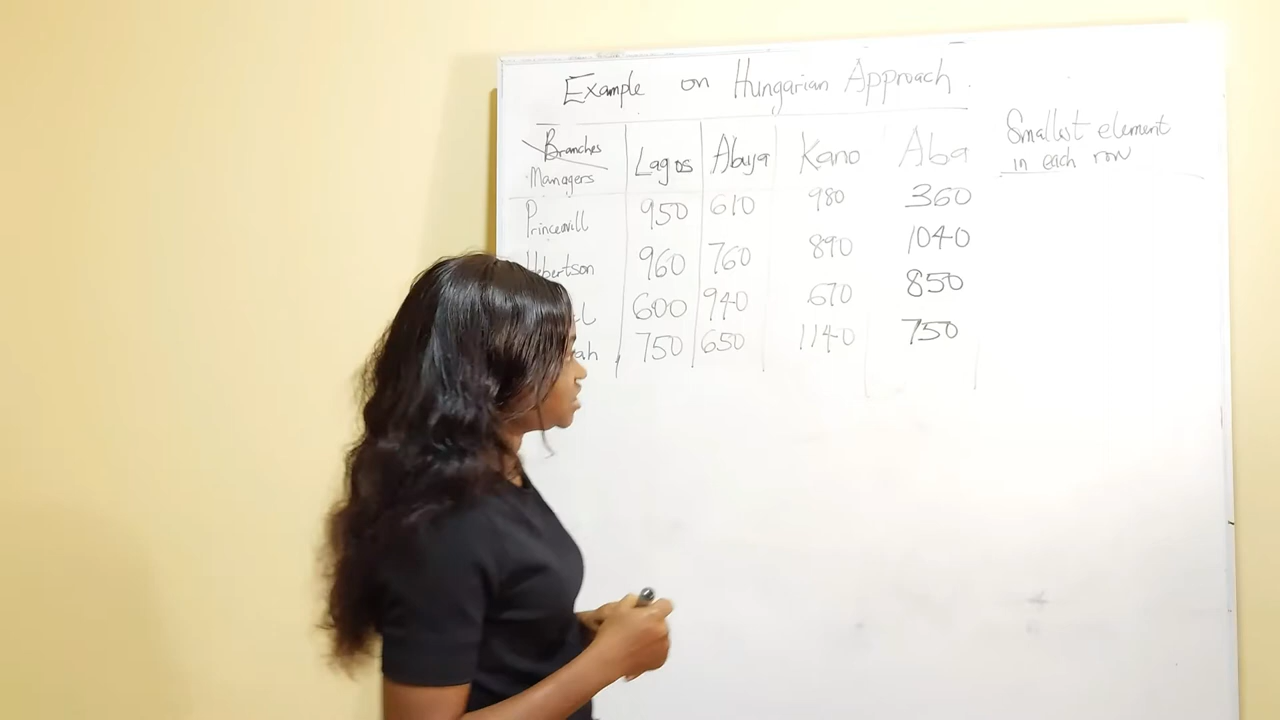 Example on Hungarian Approach.
Smallest element
in each row
Branches
Managers
Lagos Abuja Kano Aba
950 610 980 360
960 760 890 1040
600 940 670 850
750 650 1140 750